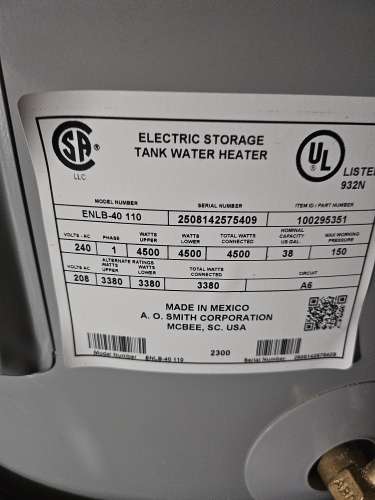 CSA
LLC
ELECTRIC STORAGE
TANK WATER HEATER
UL
LISTE
932N
MODEL NUMBER SERIAL NUMBER ITEM ID / PART NUMBER
ENLB-40 110 2508142575409 100295351
VOLTS - AC PHASE WATTS UPPER WATTS LOWER TOTAL WATTS CONNECTED NOMINAL CAPACITY US GAL. MAX WORKING PRESSURE
240 1 4500 4500 4500 38 150
VOLTS - AC ALTERNATE RATINGS WATTS UPPER WATTS LOWER TOTAL WATTS CONNECTED CIRCUIT
208 3380 3380 3380 A6
MADE IN MEXICO
A. O. SMITH CORPORATION
MCBEE, SC. USA
2300
Model Number ENLB-40 110 Serial Number